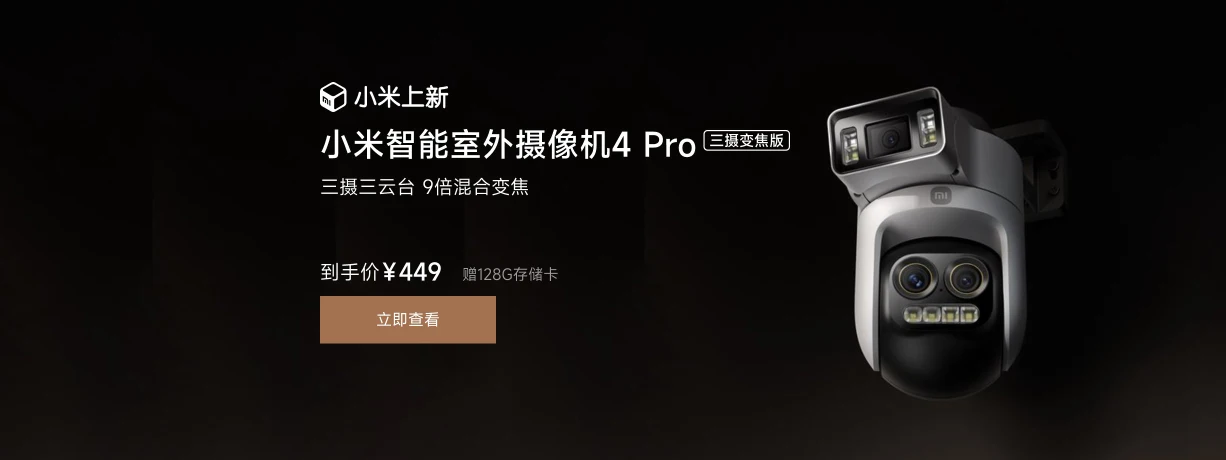 小米上新
小米智能室外摄像机4 Pro 三摄变焦版
三摄三云台 9倍混合变焦
到手价¥449 赠128G存储卡
立即查看